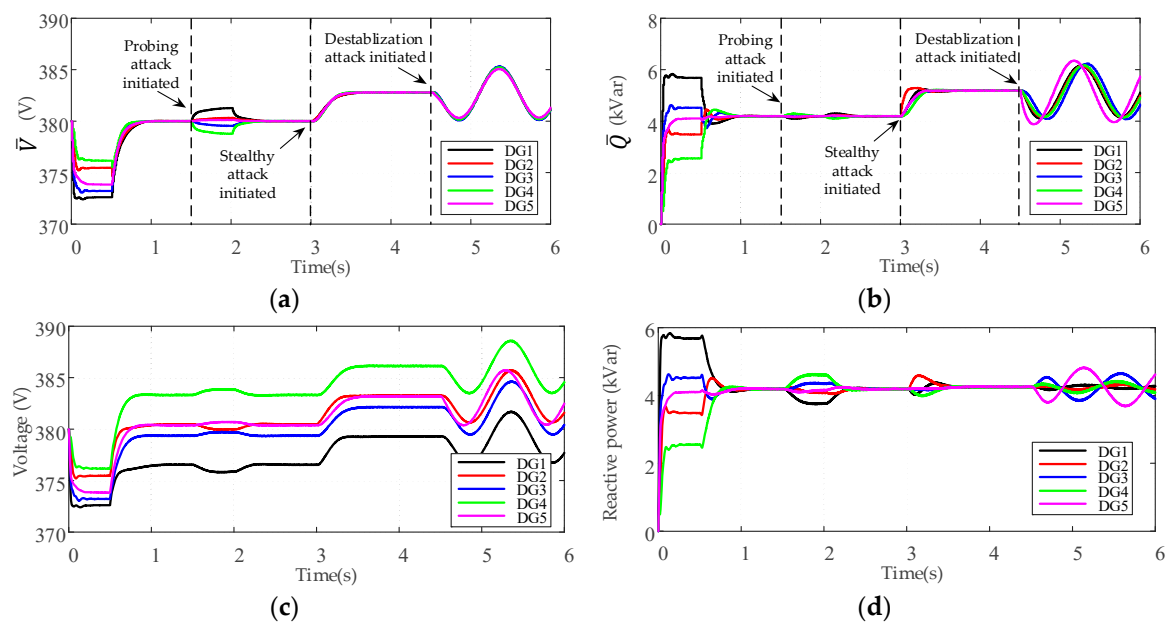 390
385
380
375
370
V̄ (V)
Probing
attack
initiated
Destablization
attack initiated
Stealthy
attack
initiated
DG1
DG2
DG3
DG4
DG5
0
1
2
3
4
5
6
Time(s)
(a)
8
6
4
2
0
Q̄ (kVar)
Probing
attack
initiated
Destablization
attack initiated
Stealthy
attack
initiated
DG1
DG2
DG3
DG4
DG5
0
1
2
3
4
5
6
Time(s)
(b)
390
385
380
375
370
Voltage (V)
DG1
DG2
DG3
DG4
DG5
0
1
2
3
4
5
6
Time(s)
(c)
6
4
2
0
Reactive power (kVar)
DG1
DG2
DG3
DG4
DG5
0
1
2
3
4
5
6
Time(s)
(d)